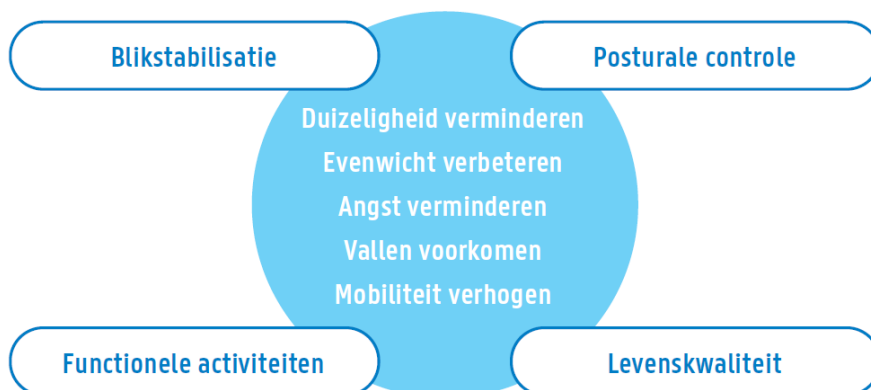 Blikstabilisatie
Posturale controle
Duizeligheid verminderen
Evenwicht verbeteren
Angst verminderen
Vallen voorkomen
Mobiliteit verhogen
Functionele activiteiten
Levenskwaliteit